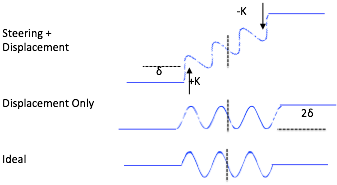 -K
Steering +
Displacement
δ
+K
Displacement Only
2δ
Ideal